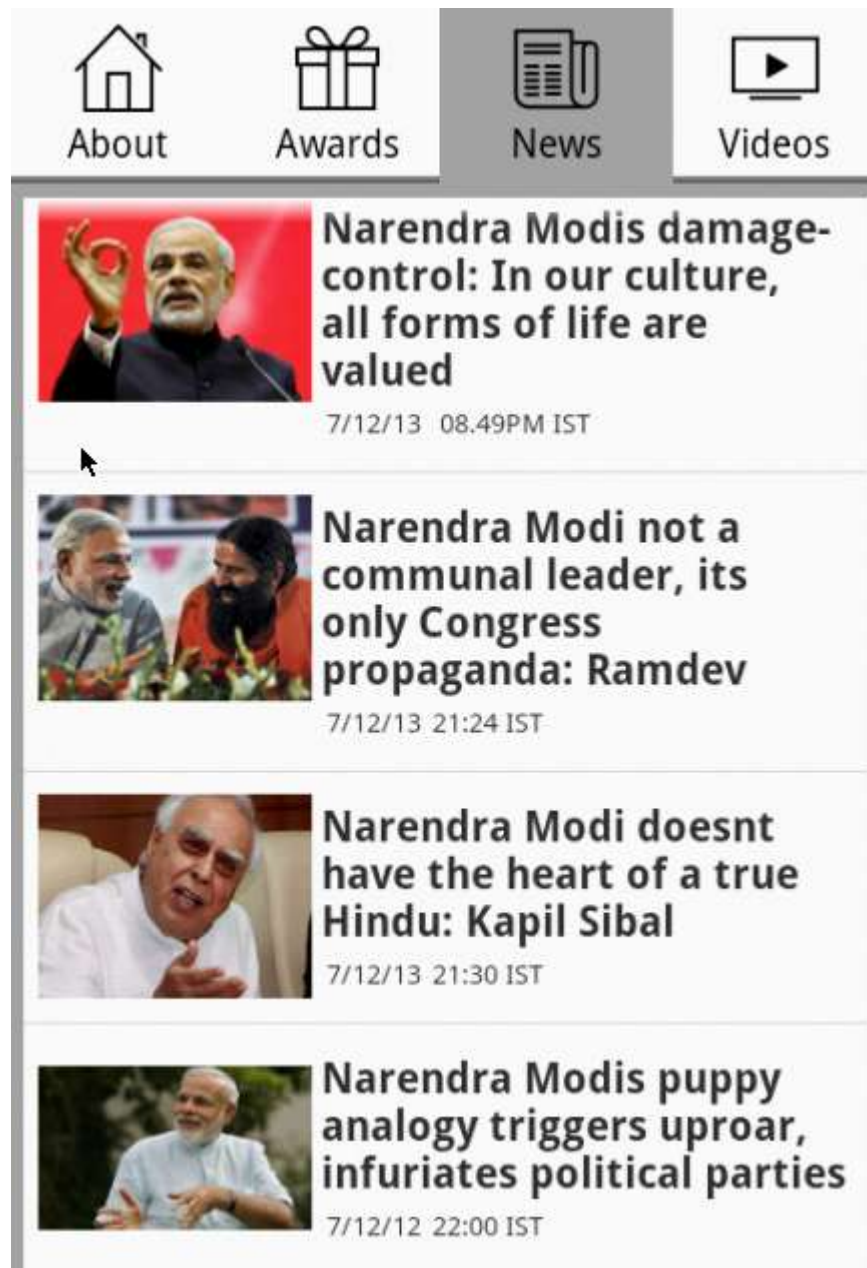 About Awards News Videos
Narendra Modis damage-
control: In our culture,
all forms of life are
valued
7/12/13 08.49PM IST
Narendra Modi not a
communal leader, its
only Congress
propaganda: Ramdev
7/12/13 21:24 IST
Narendra Modi doesnt
have the heart of a true
Hindu: Kapil Sibal
7/12/13 21:30 IST
Narendra Modis puppy
analogy triggers uproar,
infuriates political parties
7/12/12 22:00 IST